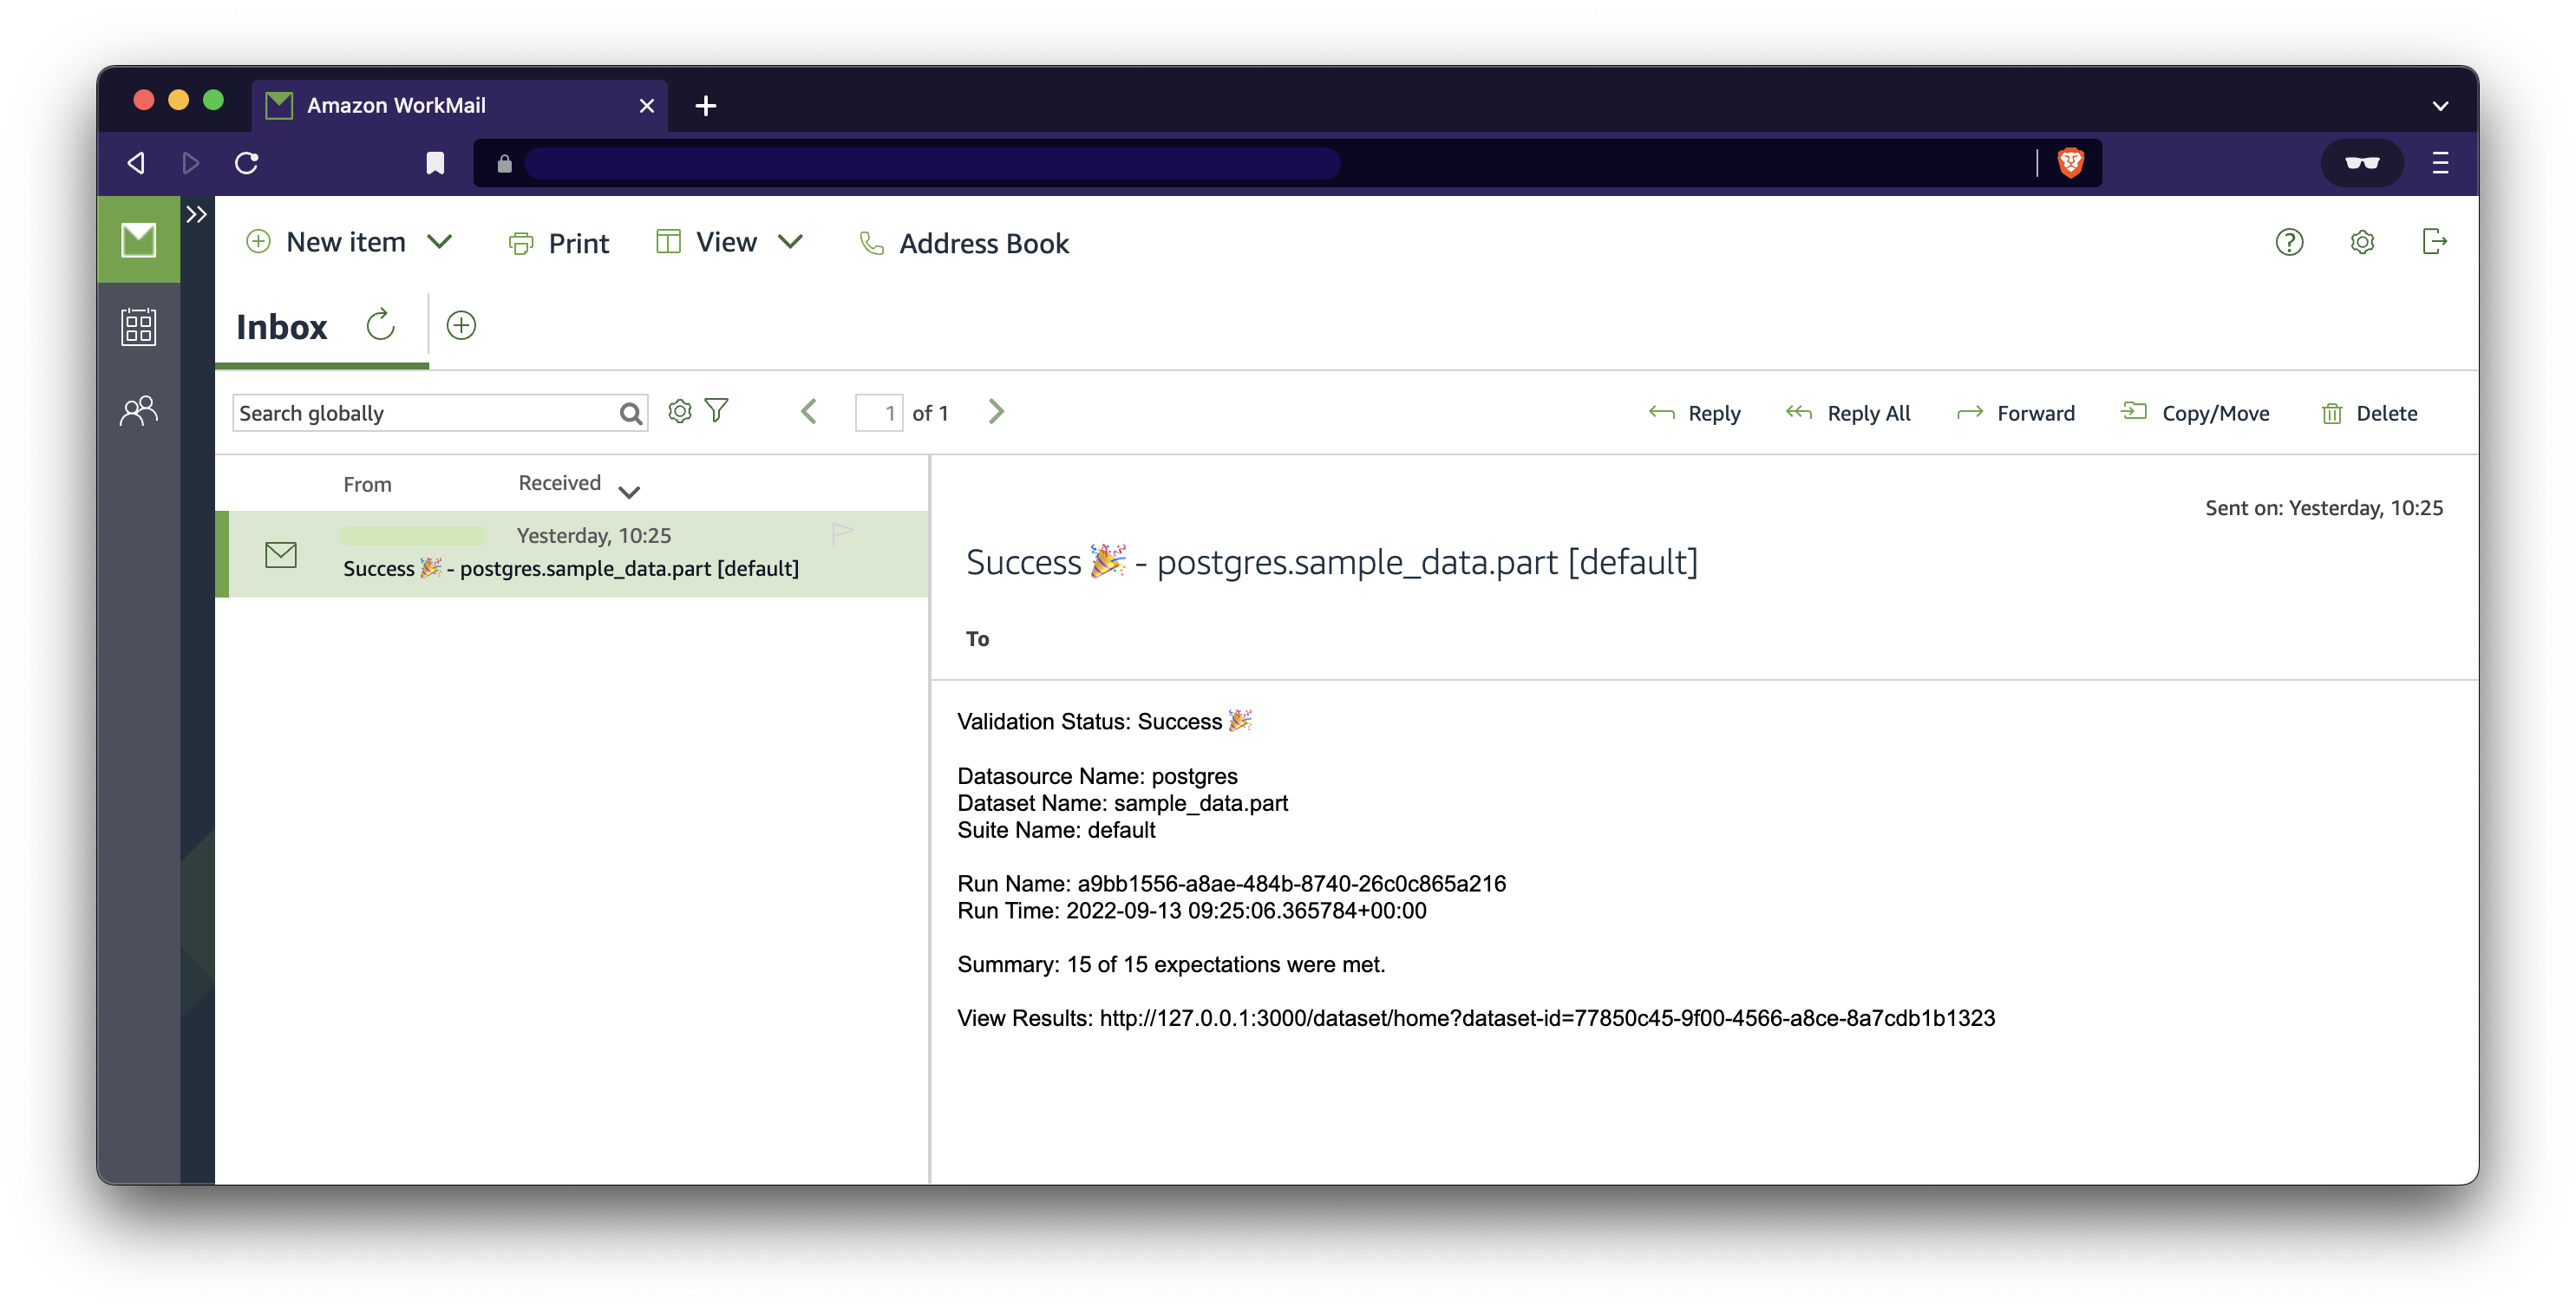 Amazon WorkMail
New item
Print
View
Address Book
Inbox
Search globally
1 of 1
Reply
Reply All
Forward
Copy/Move
Delete
From
Received
Yesterday, 10:25
Success 🎉 - postgres.sample_data.part [default]
Sent on: Yesterday, 10:25
Success 🎉 - postgres.sample_data.part [default]
To
Validation Status: Success 🎉
Datasource Name: postgres
Dataset Name: sample_data.part
Suite Name: default
Run Name: a9bb1556-a8ae-484b-8740-26c0c865a216
Run Time: 2022-09-13 09:25:06.365784+00:00
Summary: 15 of 15 expectations were met.
View Results: http://127.0.0.1:3000/dataset/home?dataset-id=77850c45-9f00-4566-a8ce-8a7cdb1b1323